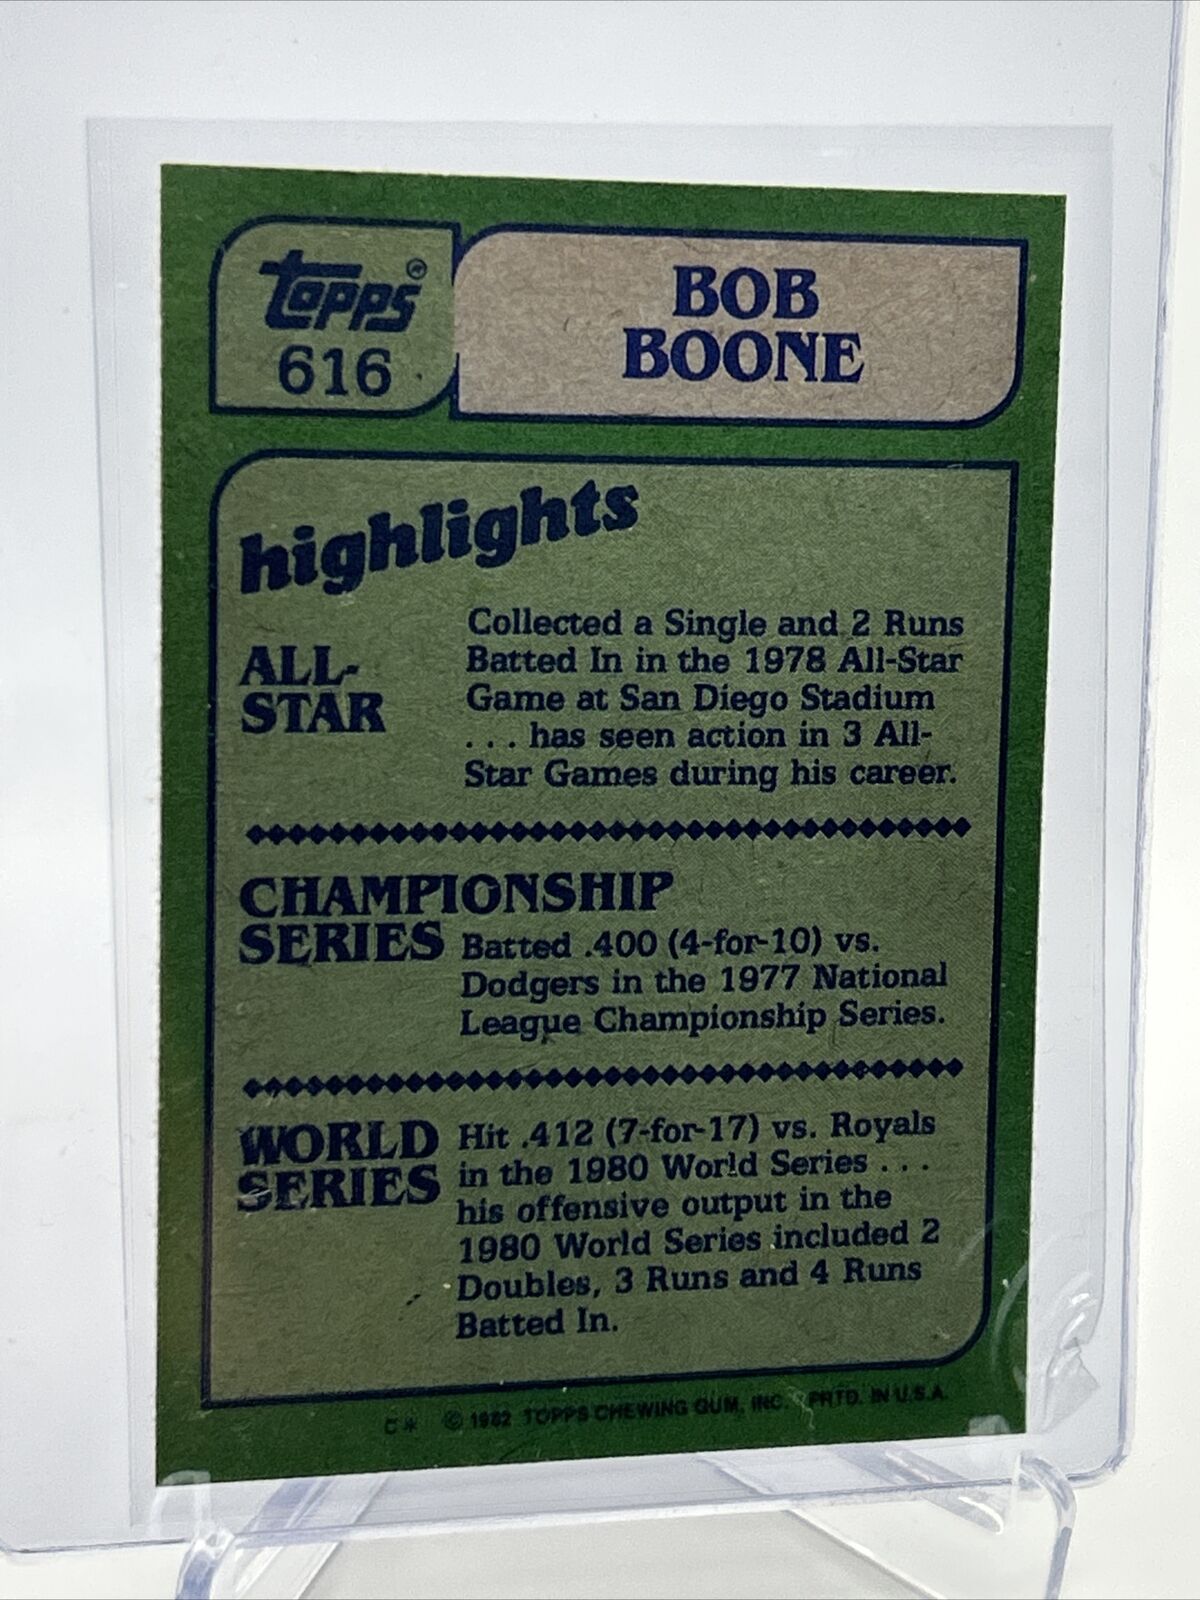 Topps®
616
BOB
BOONE
highlights
ALL-
STAR
Collected a Single and 2 Runs
Batted In in the 1978 All-Star
Game at San Diego Stadium
. . . has seen action in 3 All-
Star Games during his career.
CHAMPIONSHIP
SERIES
Batted .400 (4-for-10) vs.
Dodgers in the 1977 National
League Championship Series.
WORLD
SERIES
Hit .412 (7-for-17) vs. Royals
in the 1980 World Series . . .
his offensive output in the
1980 World Series included 2
Doubles, 3 Runs and 4 Runs
Batted In.
C* © 1982 TOPPS CHEWING GUM, INC. PRTD. IN U.S.A.